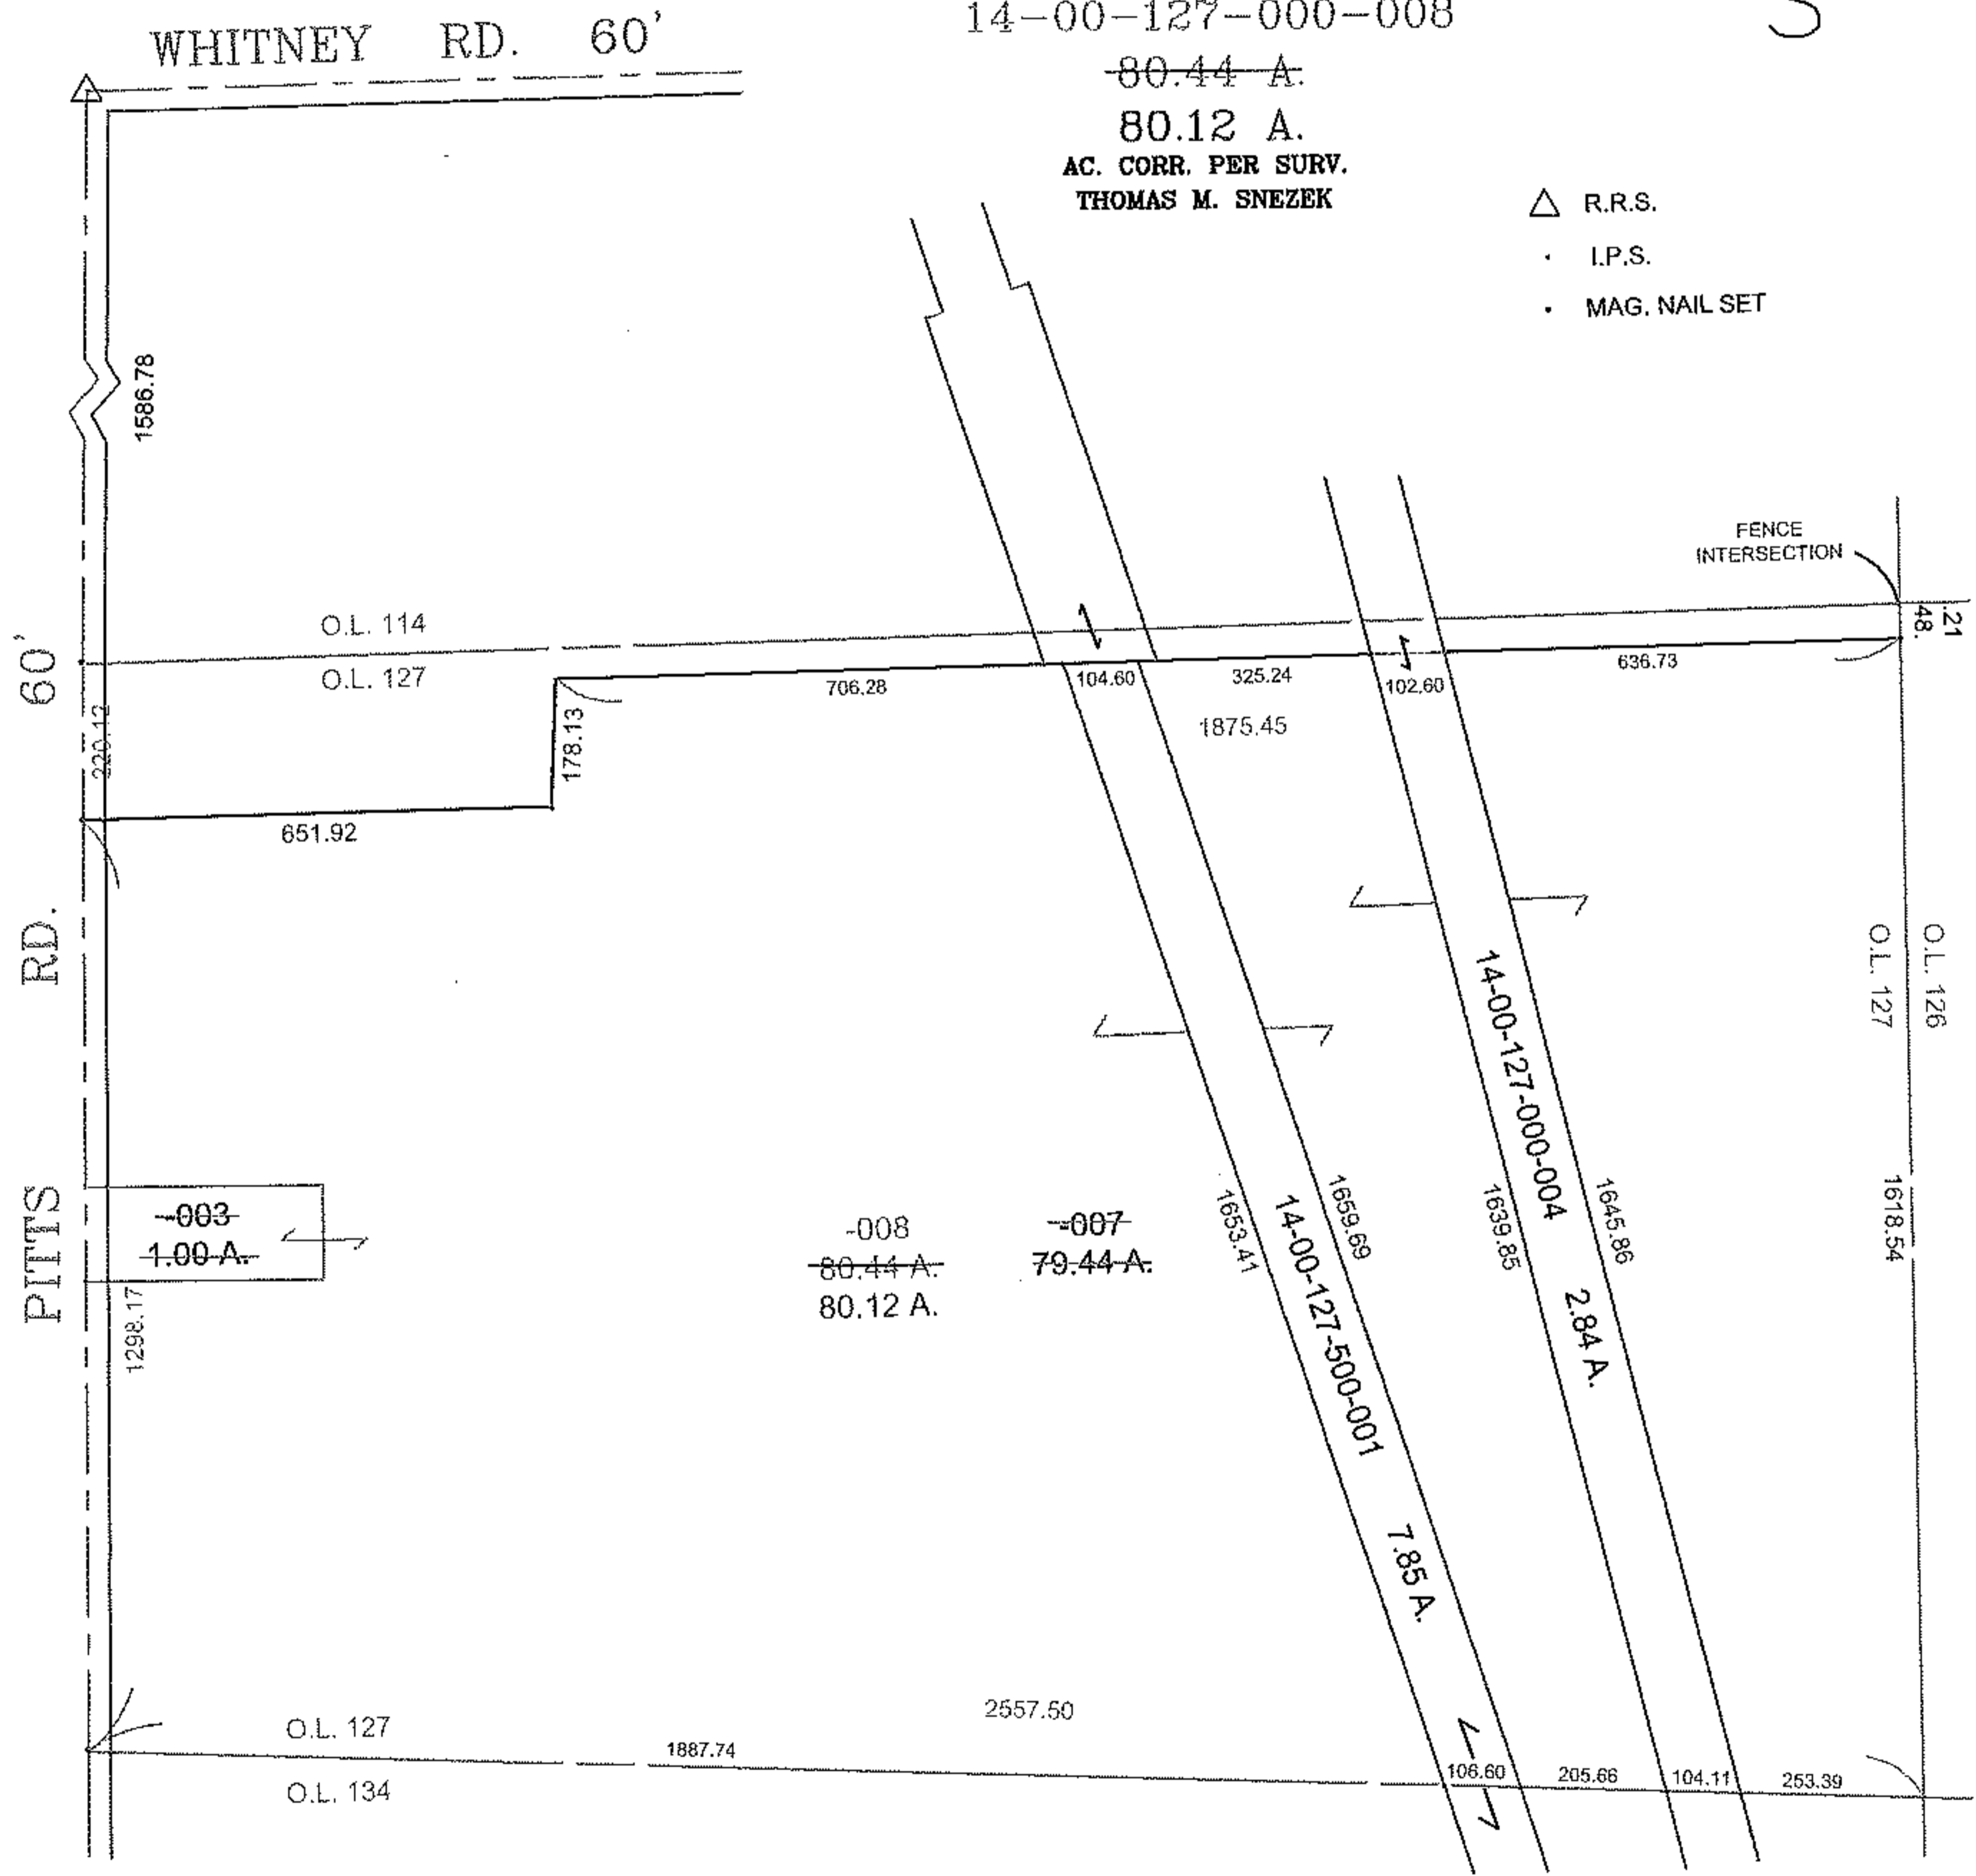 14-00-127-000-008
WHITNEY RD. 60'
80.44 A.
80.12 A.
AC. CORR. PER SURV.
THOMAS M. SNEZEK
R.R.S.
I.P.S.
MAG. NAIL SET
1586.78
FENCE
INTERSECTION
48.21
O.L. 114
O.L. 127
PITTS RD. 60'
220.12
178.13
706.28
104.60
325.24
102.60
636.73
1875.45
651.92
O.L. 127
O.L. 126
14-00-127-000-004
2.84 A.
1639.85
1645.86
1618.54
-003
1.00 A.
1298.17
-008
80.44 A.
80.12 A.
-007
79.44 A.
1653.41
1659.69
14-00-127-500-001
7.85 A.
2557.50
O.L. 127
O.L. 134
1887.74
106.60
205.66
104.11
253.39